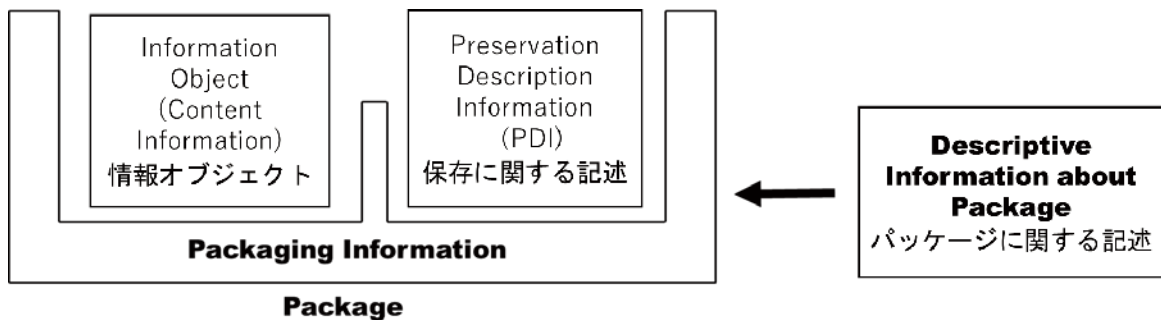 Information
Object
(Content
Information)
情報オブジェクト
Preservation
Description
Information
(PDI)
保存に関する記述
Packaging Information
Package
Descriptive
Information about
Package
パッケージに関する記述